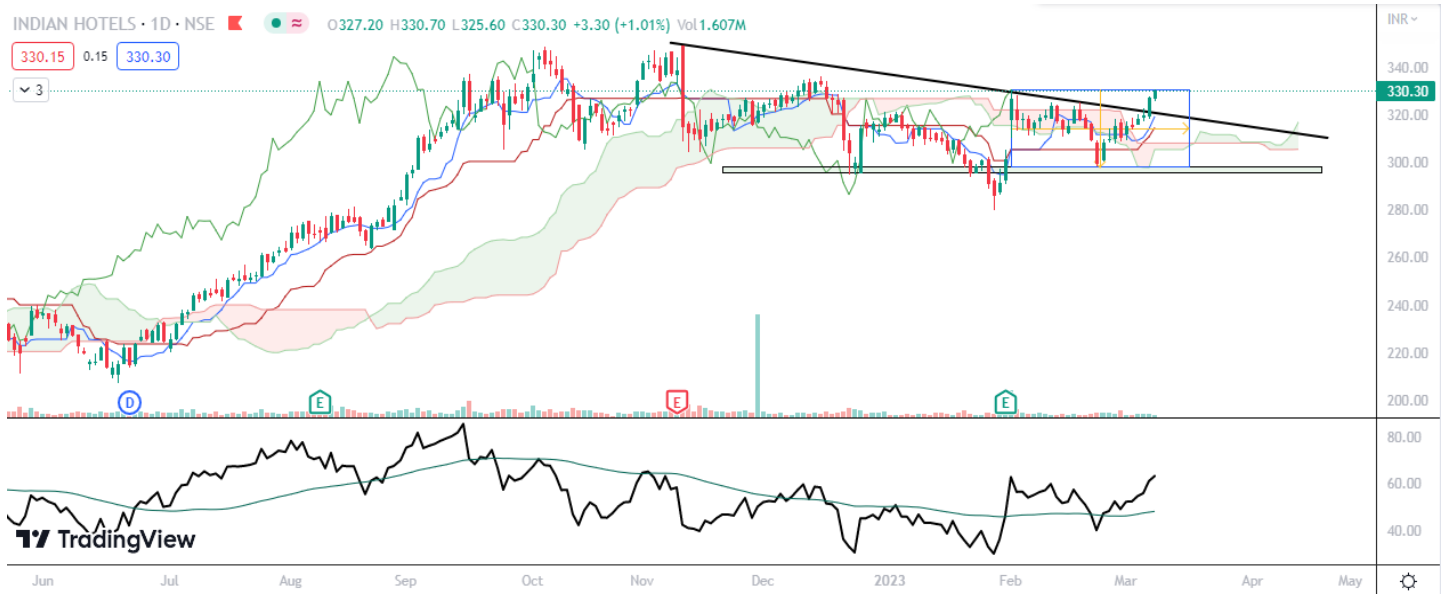 INDIAN HOTELS · 1D · NSE O327.20 H330.70 L325.60 C330.30 +3.30 (+1.01%) Vol1.607M
INR
330.15 0.15 330.30
3
340.00
330.30
320.00
300.00
280.00
260.00
240.00
220.00
200.00
D E E E
80.00
60.00
40.00
TradingView
Jun Jul Aug Sep Oct Nov Dec 2023 Feb Mar Apr May